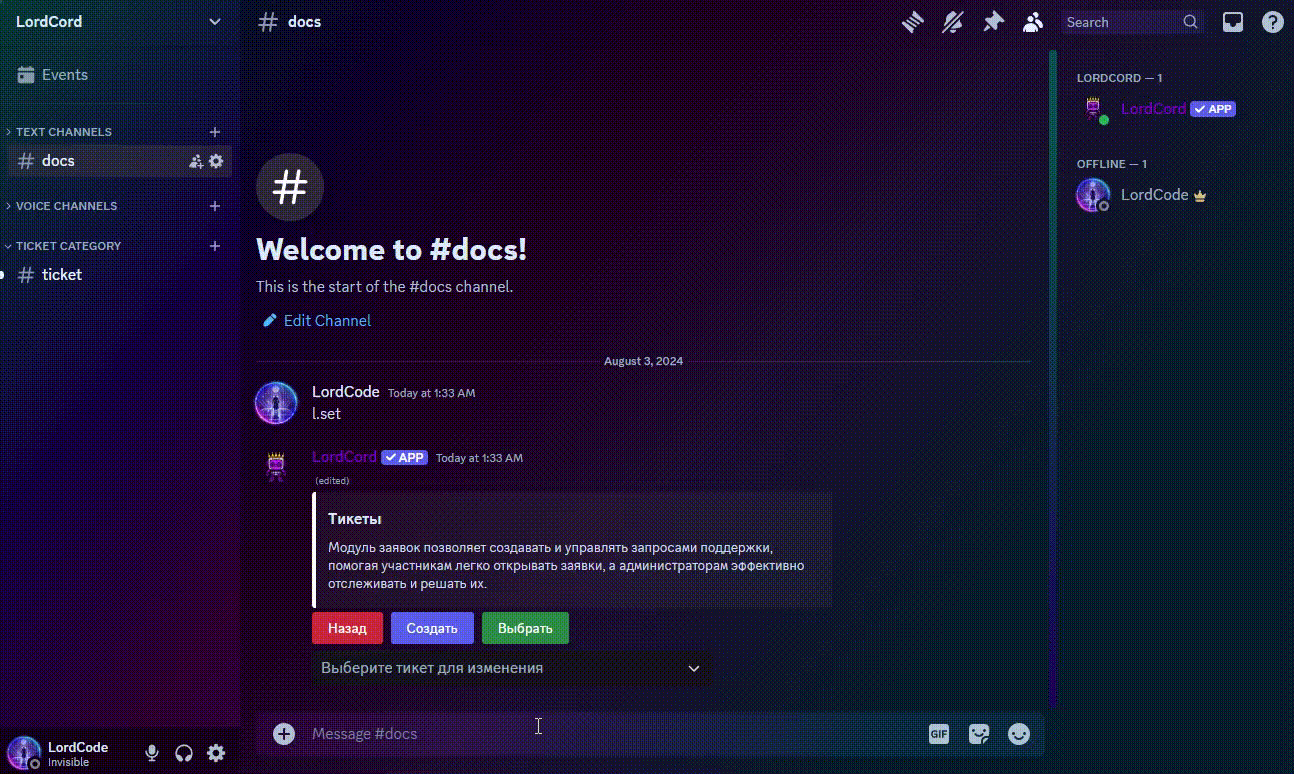 LordCord
docs
Search
Events
TEXT CHANNELS
docs
VOICE CHANNELS
TICKET CATEGORY
ticket
LordCode
Invisible
#
Welcome to #docs!
This is the start of the #docs channel.
Edit Channel
August 3, 2024
LordCode Today at 1:33 AM
l.set
LordCord APP Today at 1:33 AM
(edited)
Тикеты
Модуль заявок позволяет создавать и управлять запросами поддержки,
помогая участникам легко открывать заявки, а администраторам эффективно
отслеживать и решать их.
Назад Создать Выбрать
Выберите тикет для изменения
Message #docs
GIF
LORDCORD — 1
LordCord APP
OFFLINE — 1
LordCode